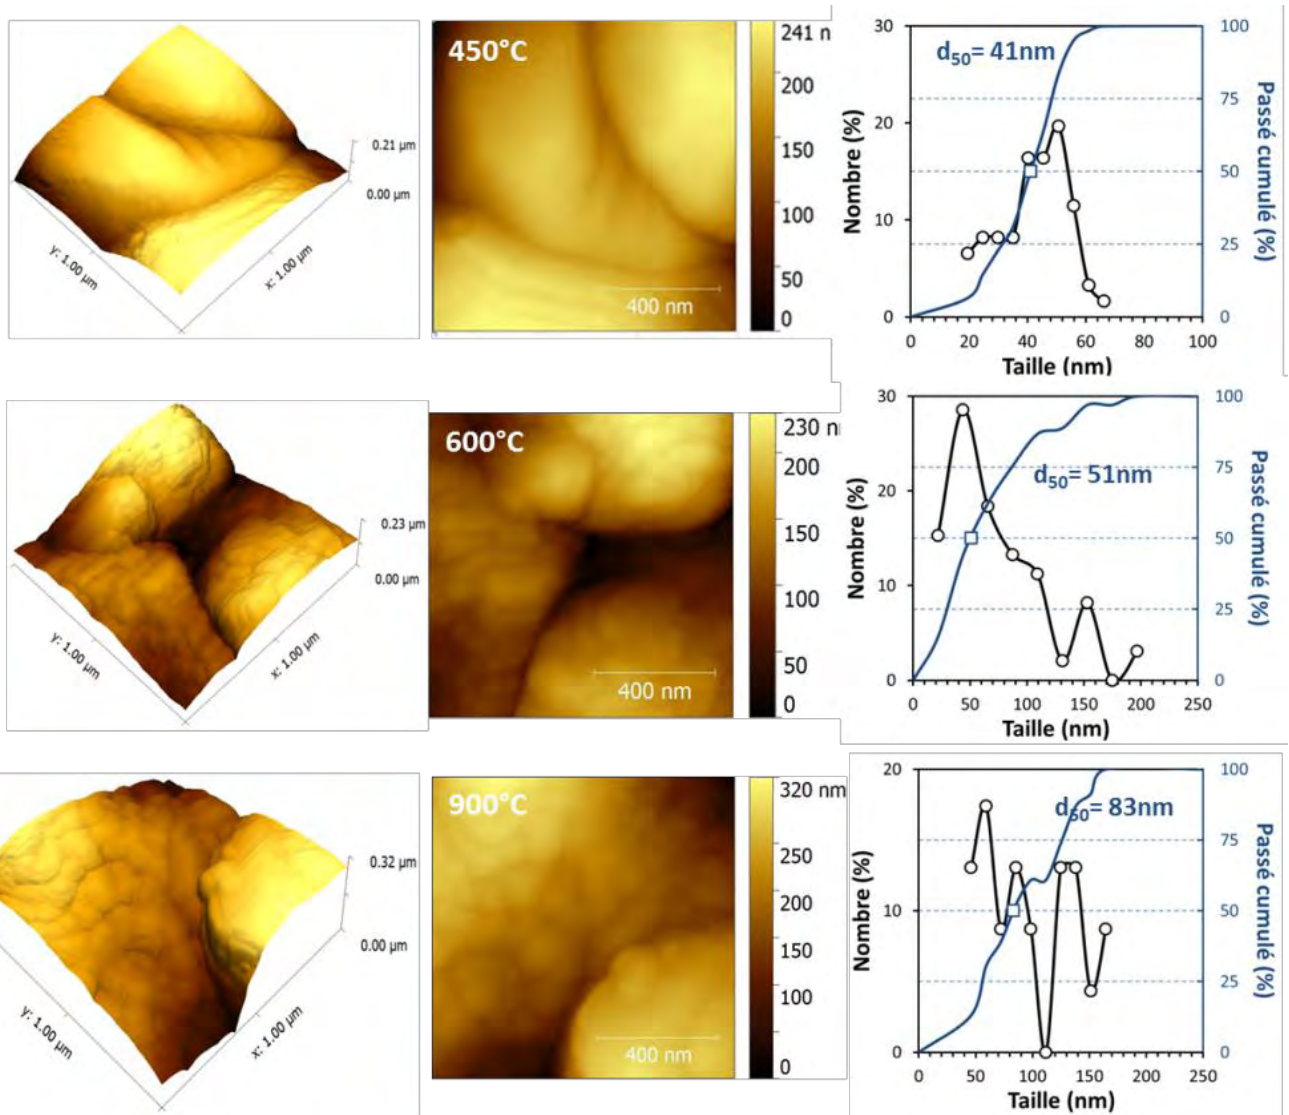 0.21 µm
0.00 µm
y: 1.00 µm
x: 1.00 µm
450°C
400 nm
241 n
200
150
100
50
0
d50= 41nm
Nombre (%)
30
20
10
0
0 20 40 60 80 100
Taille (nm)
100
75
50
25
0
Passé cumulé (%)
0.23 µm
0.00 µm
y: 1.00 µm
x: 1.00 µm
600°C
400 nm
230 n
200
150
100
50
0
d50= 51nm
Nombre (%)
30
20
10
0
0 50 100 150 200 250
Taille (nm)
100
75
50
25
0
Passé cumulé (%)
0.32 µm
0.00 µm
y: 1.00 µm
x: 1.00 µm
900°C
400 nm
320 nm
250
200
150
100
0
d50= 83nm
Nombre (%)
20
10
0
0 50 100 150 200 250
Taille (nm)
100
75
50
25
0
Passé cumulé (%)